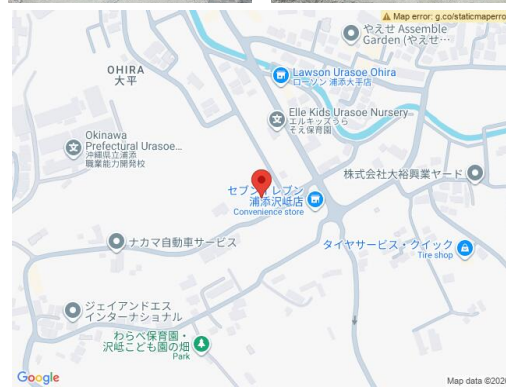 Map error: g.co/staticmaperro
やえせ Assemble
Garden (やえせ…
OHIRA
大平
Lawson Urasoe Ohira
ローソン 浦添大平店
Elle Kids Urasoe Nursery...
エルキッズうら
そえ保育園
Okinawa
Prefectural Urasoe...
沖縄県立浦添
職業能力開発校
株式会社大裕興業ヤード
セブン-イレブン
浦添沢岻店
Convenience store
ナカマ自動車サービス
タイヤサービス・クイック
Tire shop
ジェイアンドエス
インターナショナル
わらべ保育園・
沢岻こども園の畑
Park
Google
Map data ©2026